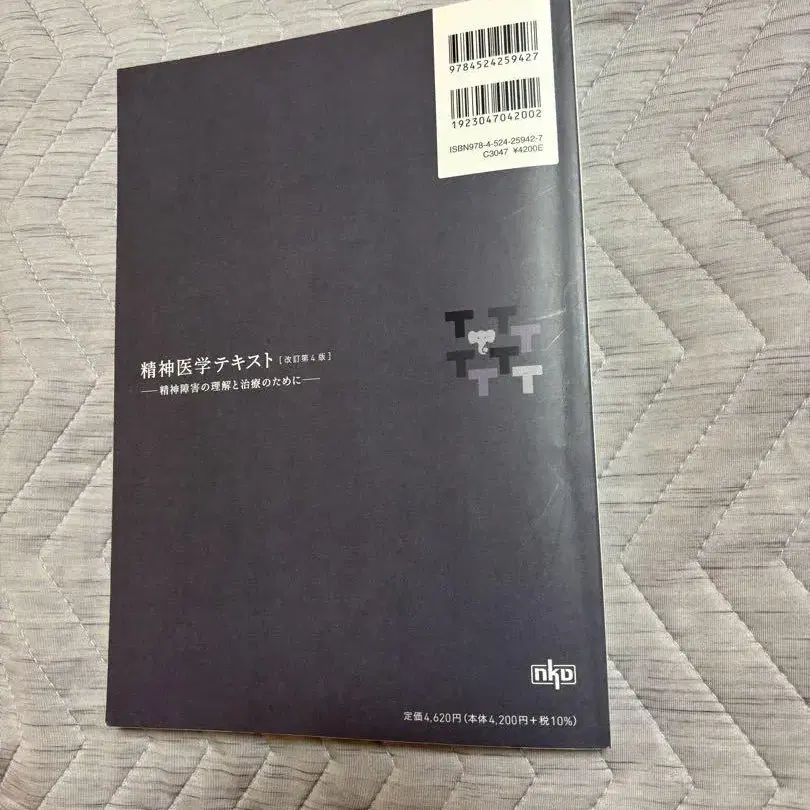 9784524259427
1923047042002
ISBN978-4-524-25942-7
C3047 ¥4200E
精神医学テキスト[改訂第4版]
——精神障害の理解と治療のために——
nkD
定価4,620円(本体4,200円+税10%)